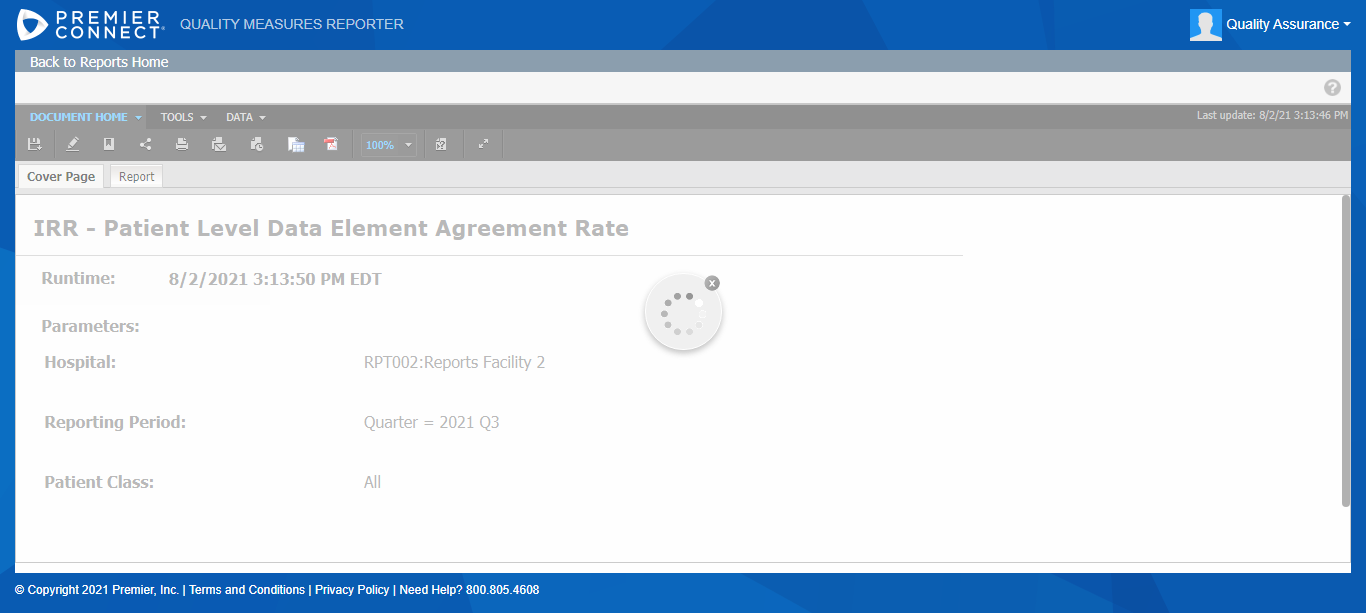 PREMIER
CONNECT®
QUALITY MEASURES REPORTER
Quality Assurance
Back to Reports Home
?
DOCUMENT HOME TOOLS DATA
Last update: 8/2/21 3:13:46 PM
100%
Cover Page Report
IRR - Patient Level Data Element Agreement Rate
Runtime: 8/2/2021 3:13:50 PM EDT
x
Parameters:
Hospital: RPT002:Reports Facility 2
Reporting Period: Quarter = 2021 Q3
Patient Class: All
© Copyright 2021 Premier, Inc. | Terms and Conditions | Privacy Policy | Need Help? 800.805.4608